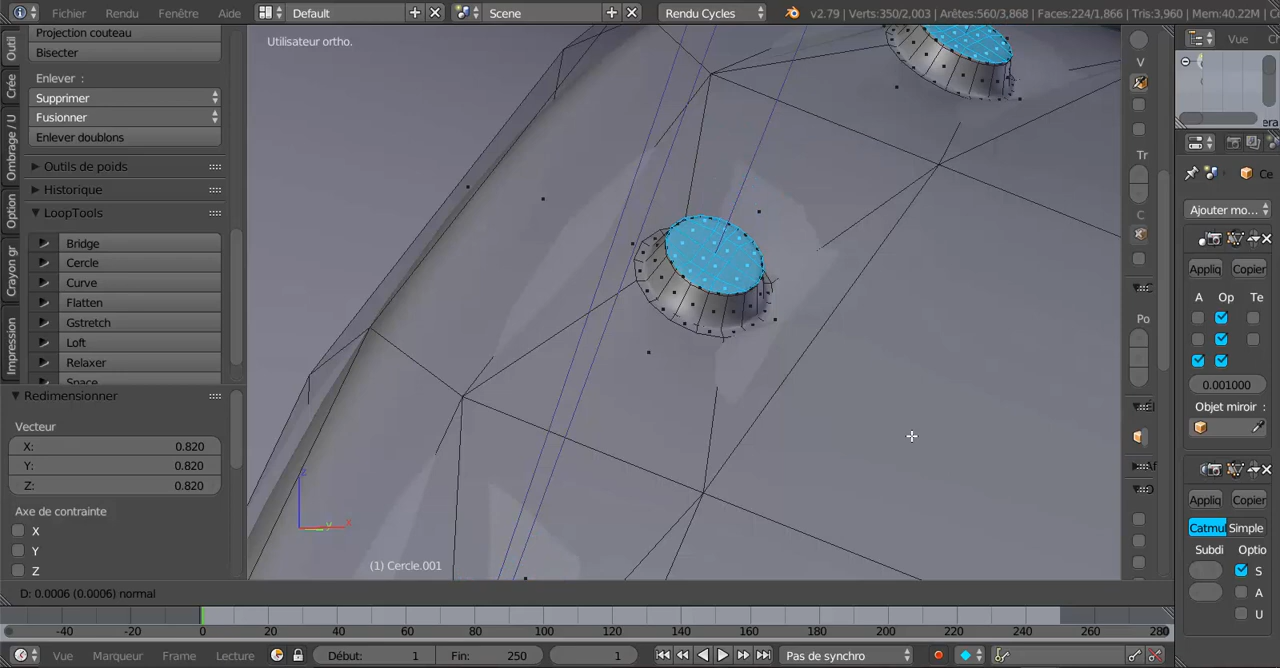 Fichier Rendu Fenêtre Aide Default Scene Rendu Cycles v2.79 | Verts:350/2,003 | Arêtes:560/3,868 | Faces:224/1,866 | Tris:3,960 | Mem:40.22M
Outil
Crée
Ombrage / U
Option
Crayon gr
Impression
Projection couteau
Bisecter
Enlever :
Supprimer
Fusionner
Enlever doublons
Outils de poids
Historique
LoopTools
Bridge
Cercle
Curve
Flatten
Gstretch
Loft
Relaxer
Space
Redimensionner
Vecteur
X: 0.820
Y: 0.820
Z: 0.820
Axe de contrainte
X
Y
Z
Utilisateur ortho.
(1) Cercle.001
D: 0.0006 (0.0006) normal
V
Tr
C
Po
Vue
era
Ce
Ajouter mo...
Appliq Copier
A Op Te
0.001000
Objet miroir :
Appliq Copier
Catmu Simple
Subdi Optio
S
A
U
-40 -20 0 20 40 60 80 100 120 140 160 180 200 220 240 260 280
Vue Marqueur Frame Lecture Début: 1 Fin: 250 1 Pas de synchro